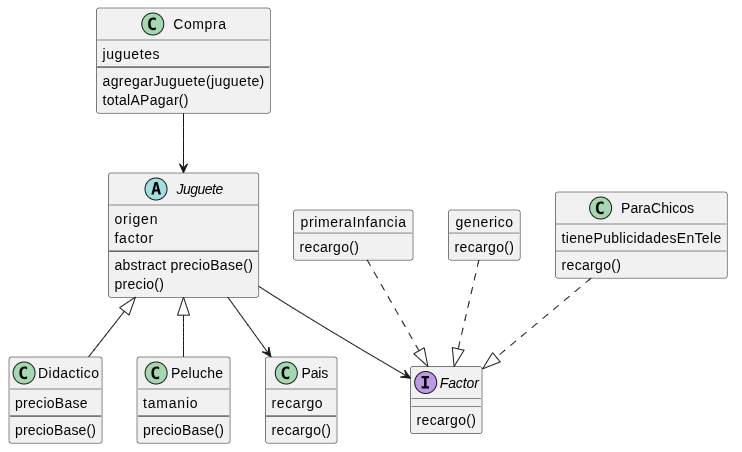 C Compra
juguetes
agregarJuguete(juguete)
totalAPagar()
A Juguete
origen
factor
abstract precioBase()
precio()
primeraInfancia
recargo()
generico
recargo()
C ParaChicos
tienePublicidadesEnTele
recargo()
C Didactico
precioBase
precioBase()
C Peluche
tamanio
precioBase()
C Pais
recargo
recargo()
I Factor
recargo()